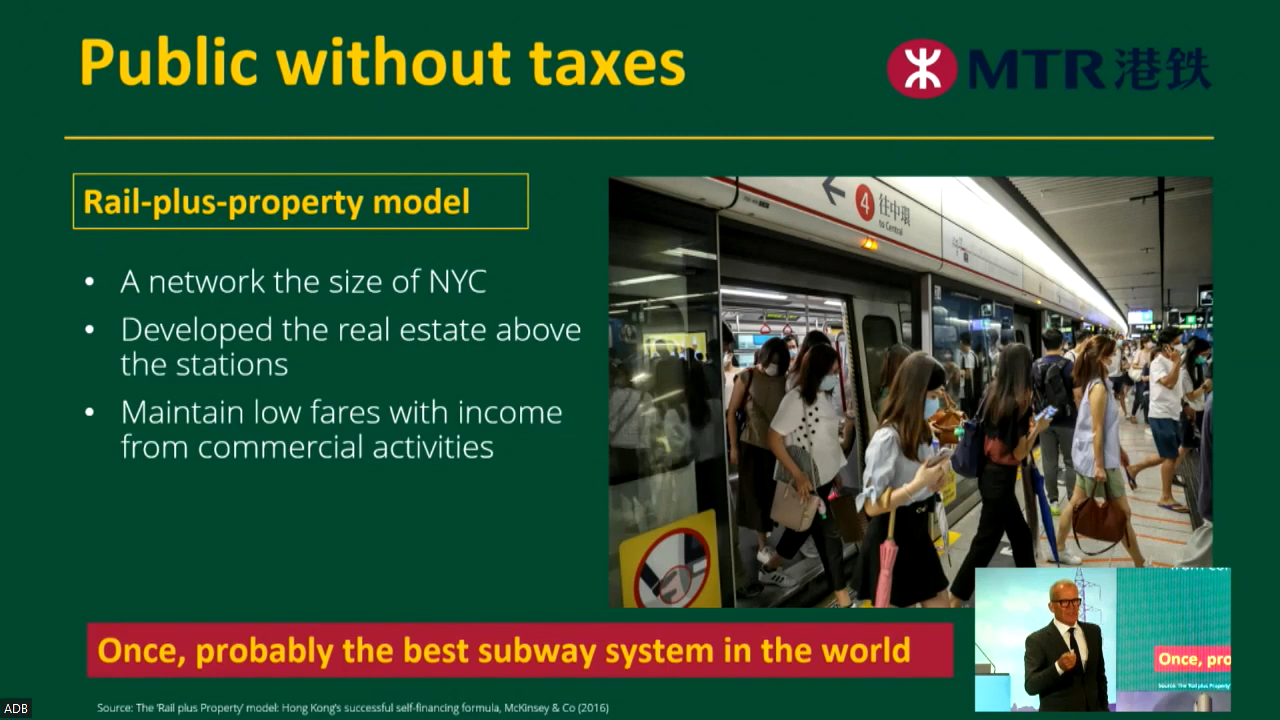 Public without taxes
MTR 港铁
Rail-plus-property model
• A network the size of NYC
• Developed the real estate above
the stations
• Maintain low fares with income
from commercial activities
4 往中環
to Central
Once, probably the best subway system in the world
Once, pro
Source: The 'Rail plus Property' model: Hong Kong's successful self-financing formula, McKinsey & Co (2016)
ADB